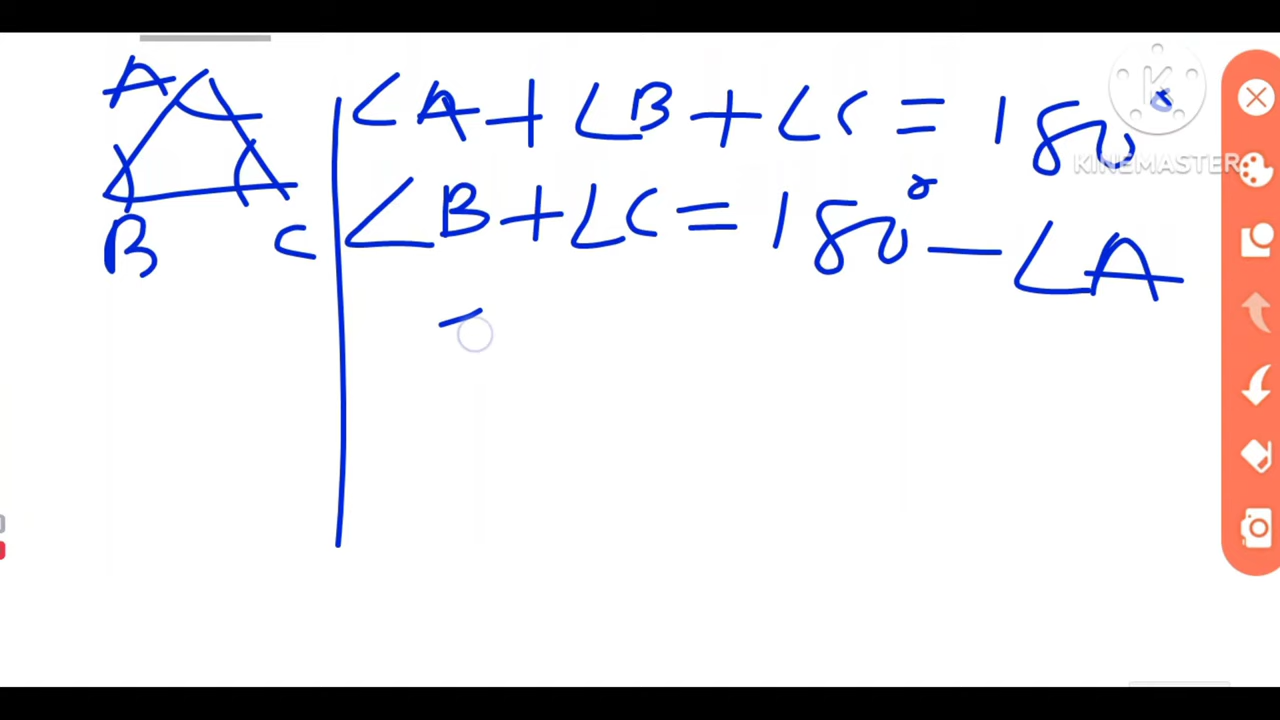 A
B C
∠A+∠B+∠C=180°
KINEMASTER
∠B+∠C=180°-∠A